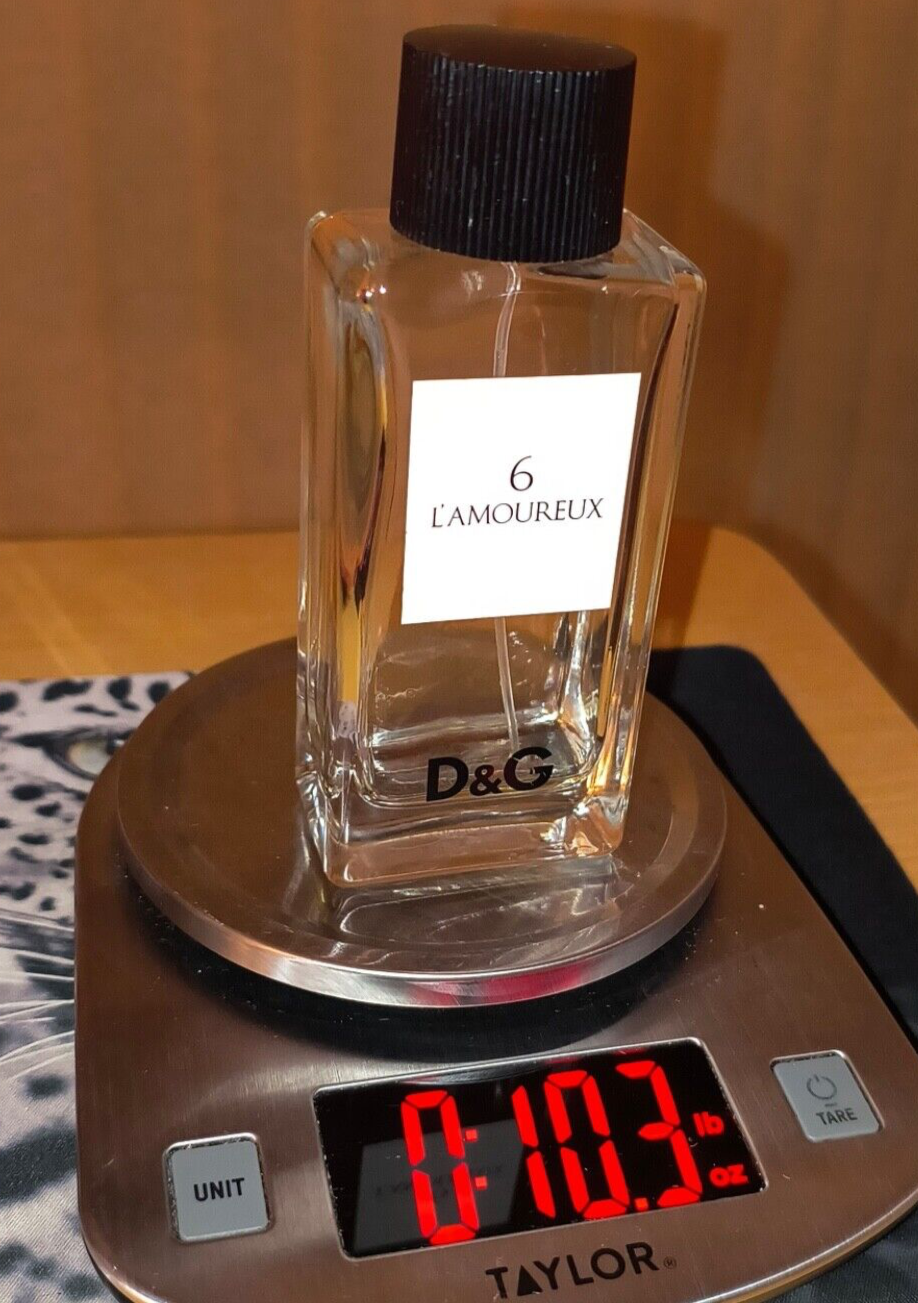 6
L'AMOUREUX
D&G
0:10.3 lb oz
UNIT
TARE
TAYLOR®